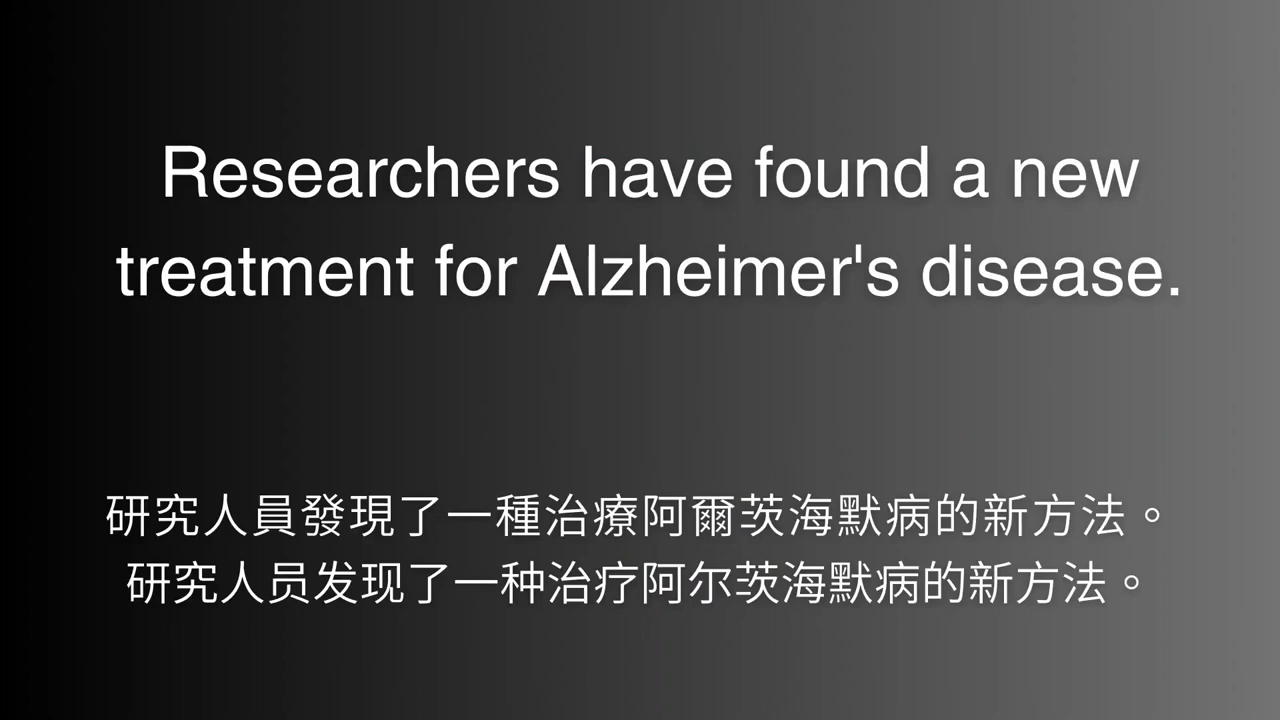 Researchers have found a new
treatment for Alzheimer's disease.
研究人員發現了一種治療阿爾茨海默病的新方法。
研究人员发现了一种治疗阿尔茨海默病的新方法。